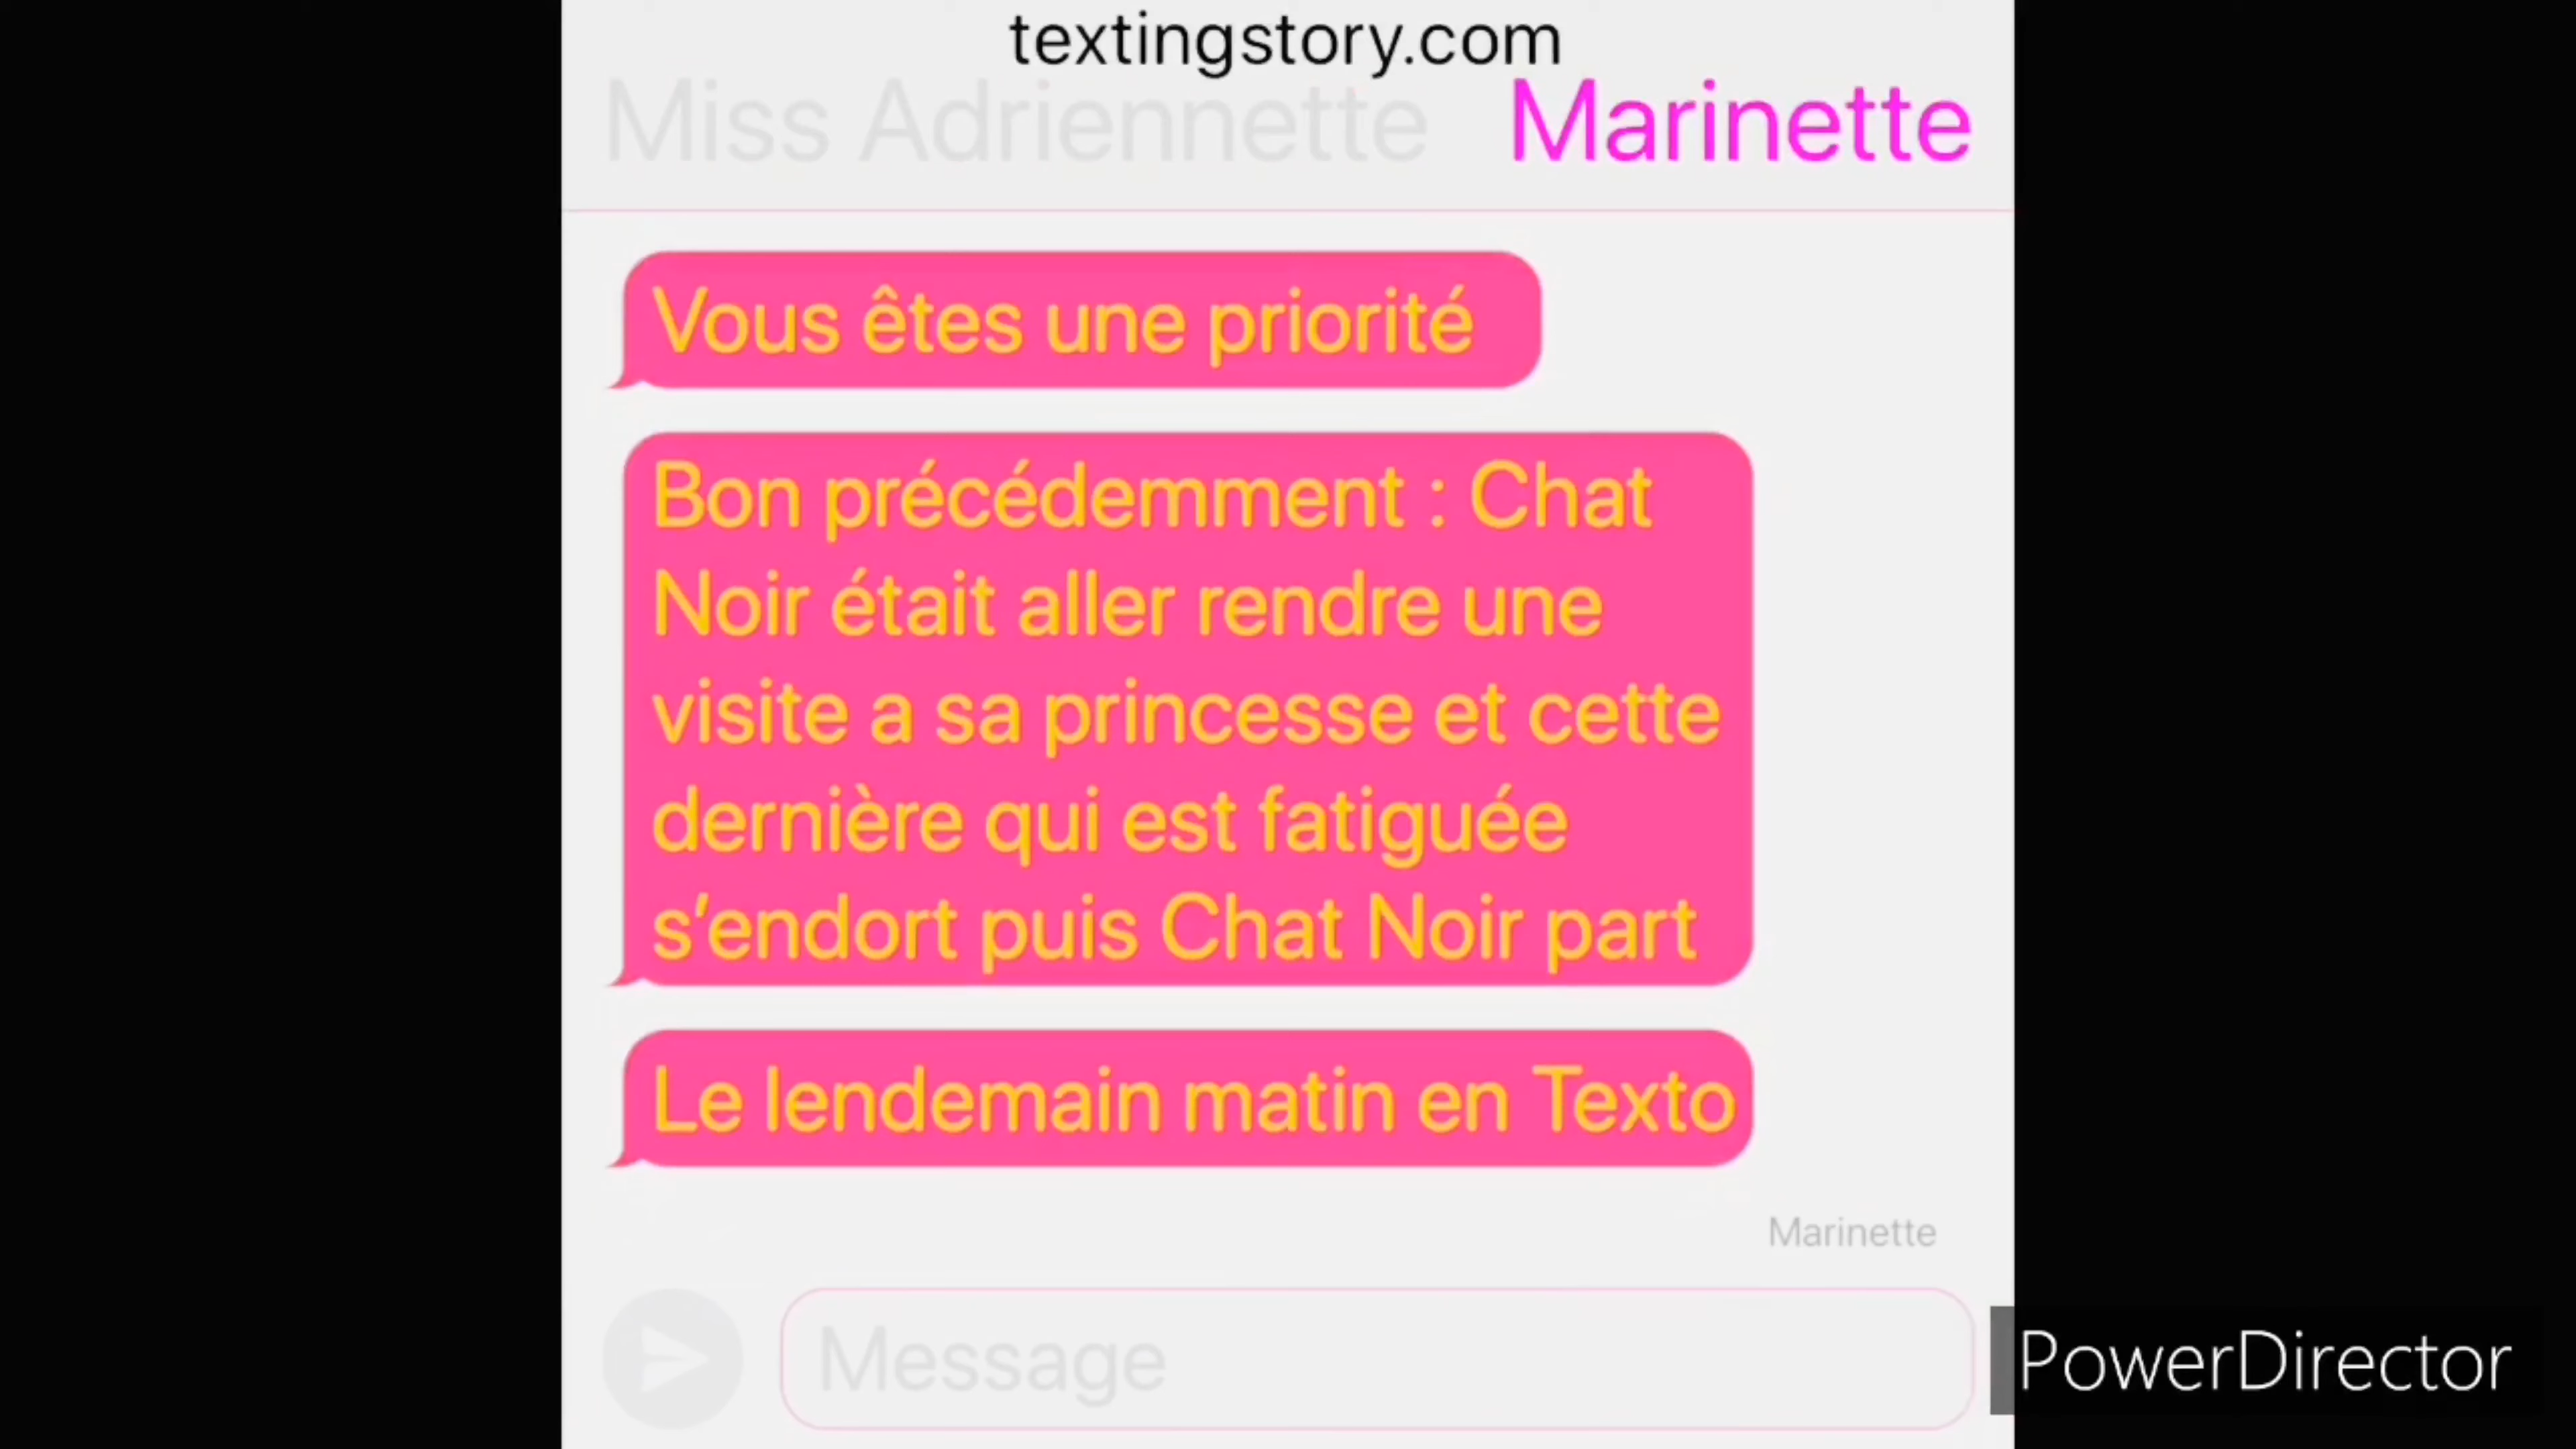 textingstory.com
Miss Adriennette Marinette
Vous êtes une priorité
Bon précédemment : Chat
Noir était aller rendre une
visite a sa princesse et cette
dernière qui est fatiguée
s’endort puis Chat Noir part
Le lendemain matin en Texto
Marinette
Message
PowerDirector